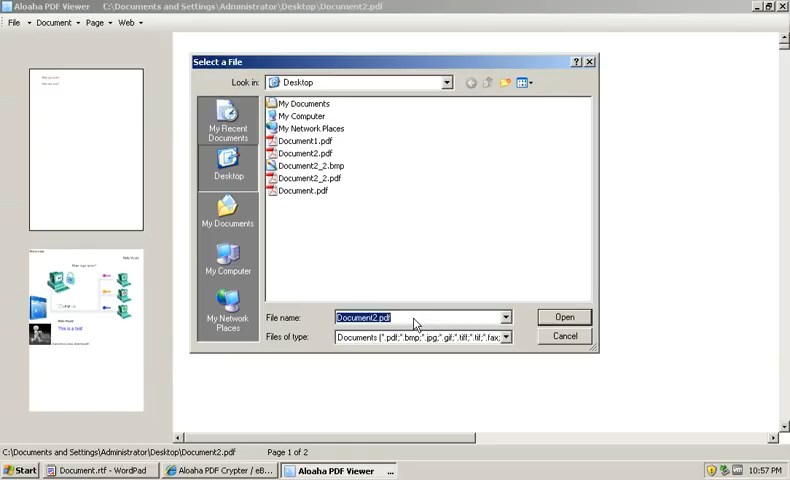 Aloaha PDF Viewer C:\Documents and Settings\Administrator\Desktop\Document2.pdf
File Document Page Web
Select a File
Look in: Desktop
My Recent Documents
Desktop
My Documents
My Computer
My Network Places
My Documents
My Computer
My Network Places
Document1.pdf
Document2.pdf
Document2_2.bmp
Document2_2.pdf
Document.pdf
File name: Document2.pdf Open
Files of type: Documents (*.pdf;*.bmp;*.jpg;*.gif;*.tiff;*.tif;*.fax; Cancel
This is a test
C:\Documents and Settings\Administrator\Desktop\Document2.pdf Page 1 of 2
Start Document.rtf - WordPad Aloaha PDF Crypter / eB... Aloaha PDF Viewer ... 10:57 PM